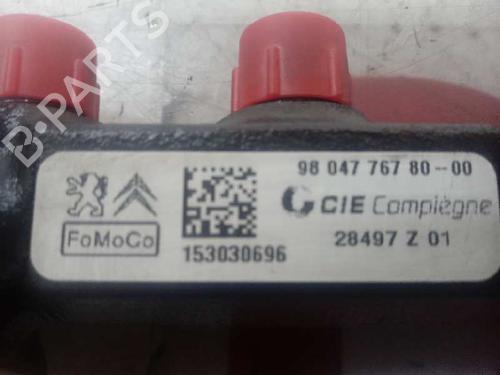 98 047 767 80-00
CIE Compiègne
FoMoCo
153030696
28497 Z 01
B-PARTS